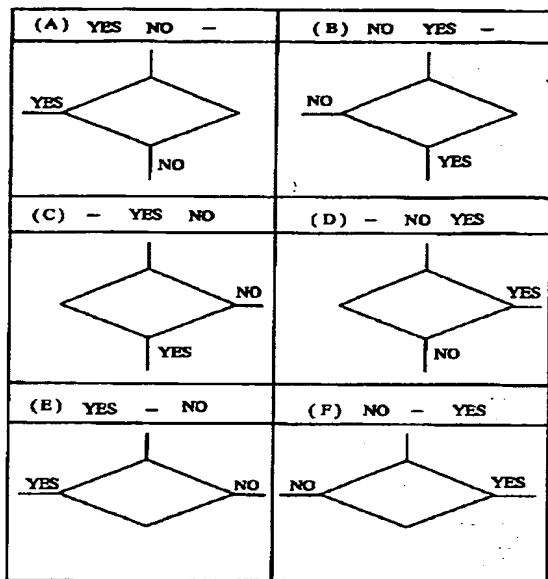 (A) YES NO —
YES
NO
(B) NO YES —
NO
YES
(C) — YES NO
NO
YES
(D) — NO YES
YES
NO
(E) YES — NO
YES NO
(F) NO — YES
NO YES